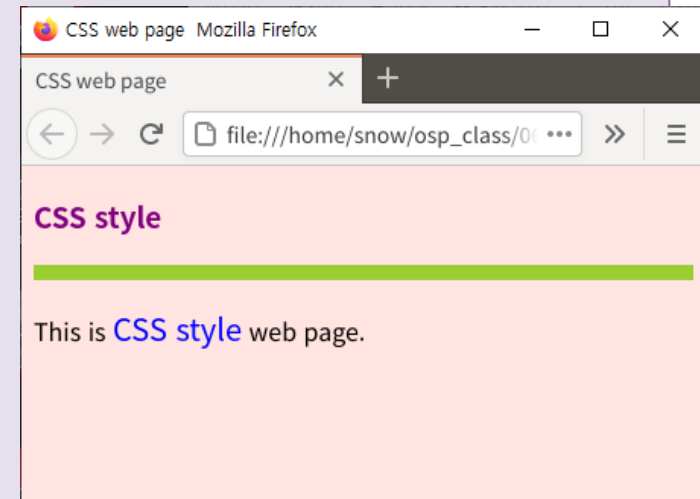 CSS web page Mozilla Firefox
CSS web page
file:///home/snow/osp_class/06
CSS style
This is CSS style web page.